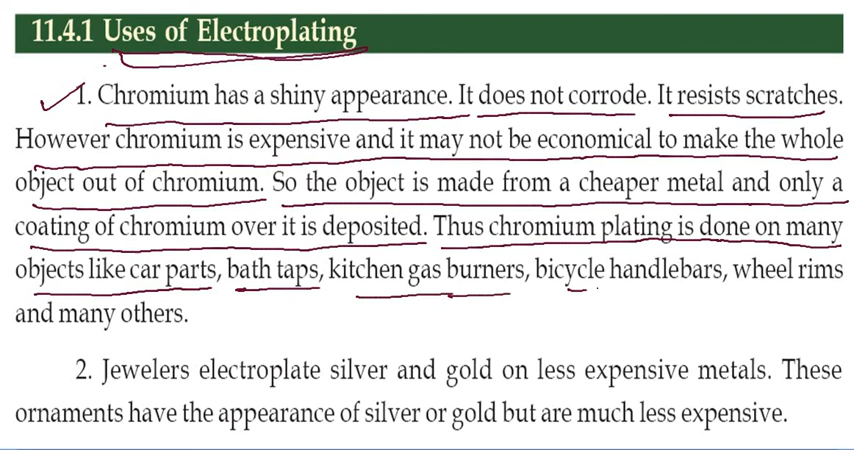 11.4.1 Uses of Electroplating
1. Chromium has a shiny appearance. It does not corrode. It resists scratches.
However chromium is expensive and it may not be economical to make the whole
object out of chromium. So the object is made from a cheaper metal and only a
coating of chromium over it is deposited. Thus chromium plating is done on many
objects like car parts, bath taps, kitchen gas burners, bicycle handlebars, wheel rims
and many others.
2. Jewelers electroplate silver and gold on less expensive metals. These
ornaments have the appearance of silver or gold but are much less expensive.